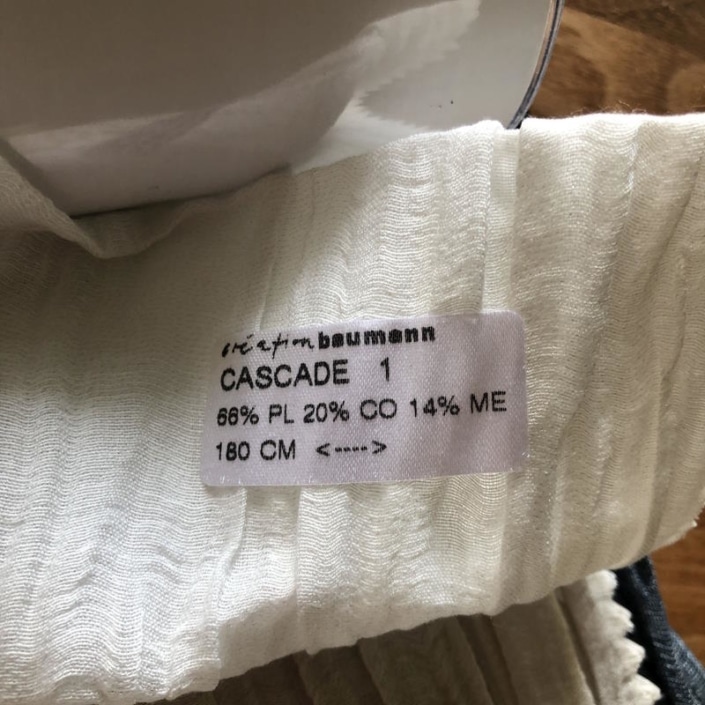 création baumann
CASCADE 1
66% PL 20% CO 14% ME
180 CM <---->